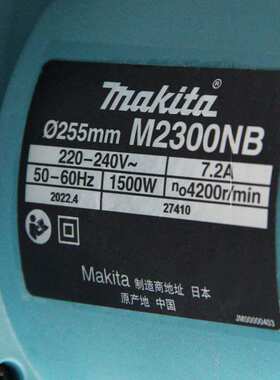 makita®
Ø255mm M2300NB
220-240V~ 7.2A
50-60Hz 1500W n₀4200r/min
2022.4 27410
Makita 制造商地址 日本
原产地 中国
JM00000403